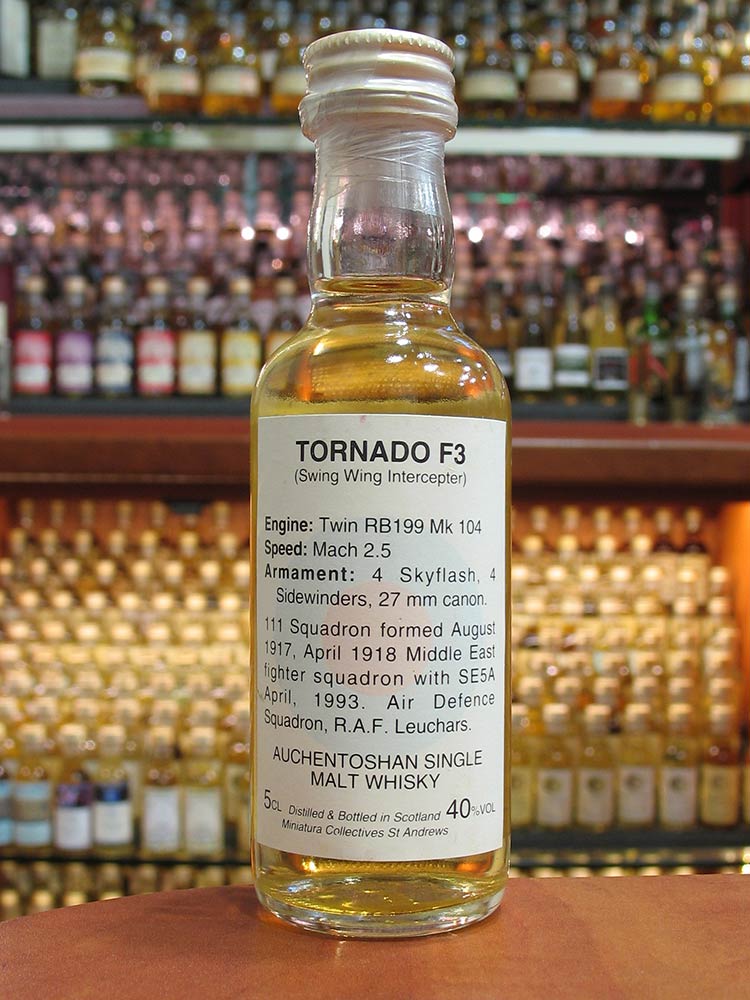 TORNADO F3
(Swing Wing Intercepter)
Engine: Twin RB199 Mk 104
Speed: Mach 2.5
Armament: 4 Skyflash, 4
Sidewinders, 27 mm canon.
111 Squadron formed August
1917, April 1918 Middle East
fighter squadron with SE5A
April, 1993. Air Defence
Squadron, R.A.F. Leuchars.
AUCHENTOSHAN SINGLE
MALT WHISKY
5CL Distilled & Bottled in Scotland 40%VOL
Miniatura Collectives St Andrews